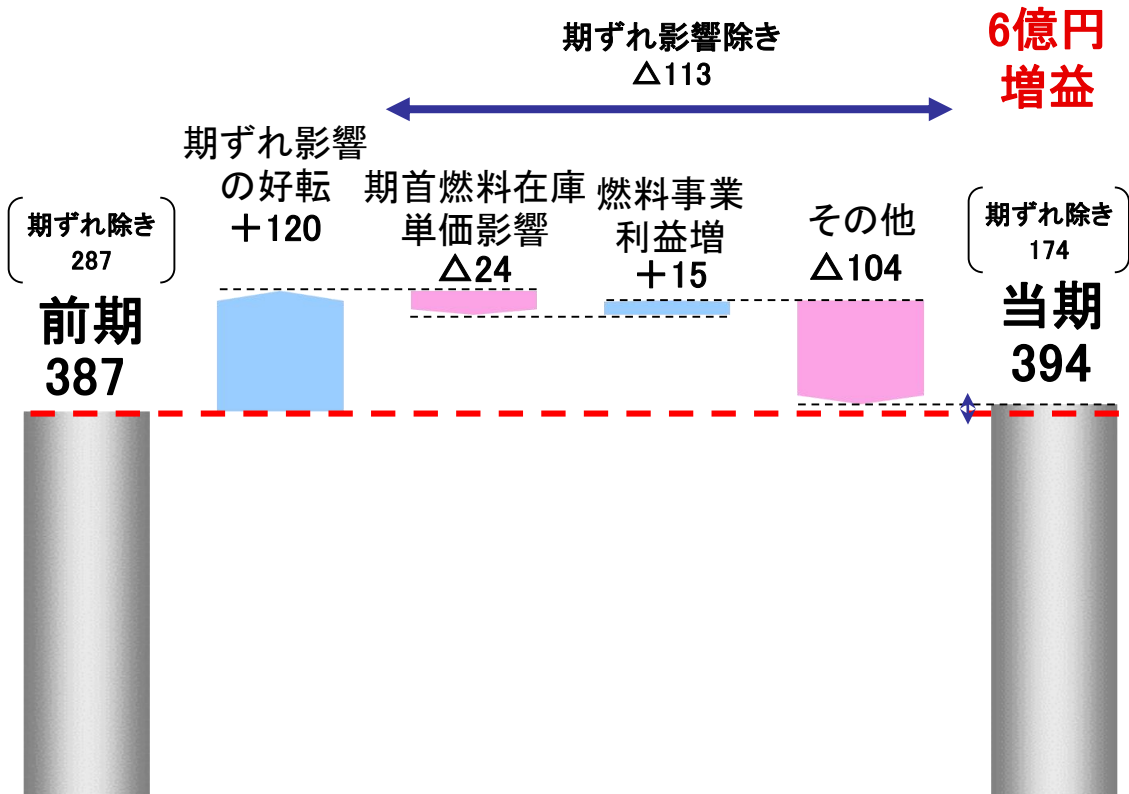 期ずれ影響除き
△113
6億円
増益
期ずれ影響
の好転
＋120
期首燃料在庫
単価影響
△24
燃料事業
利益増
＋15
その他
△104
期ずれ除き
287
前期
387
期ずれ除き
174
当期
394